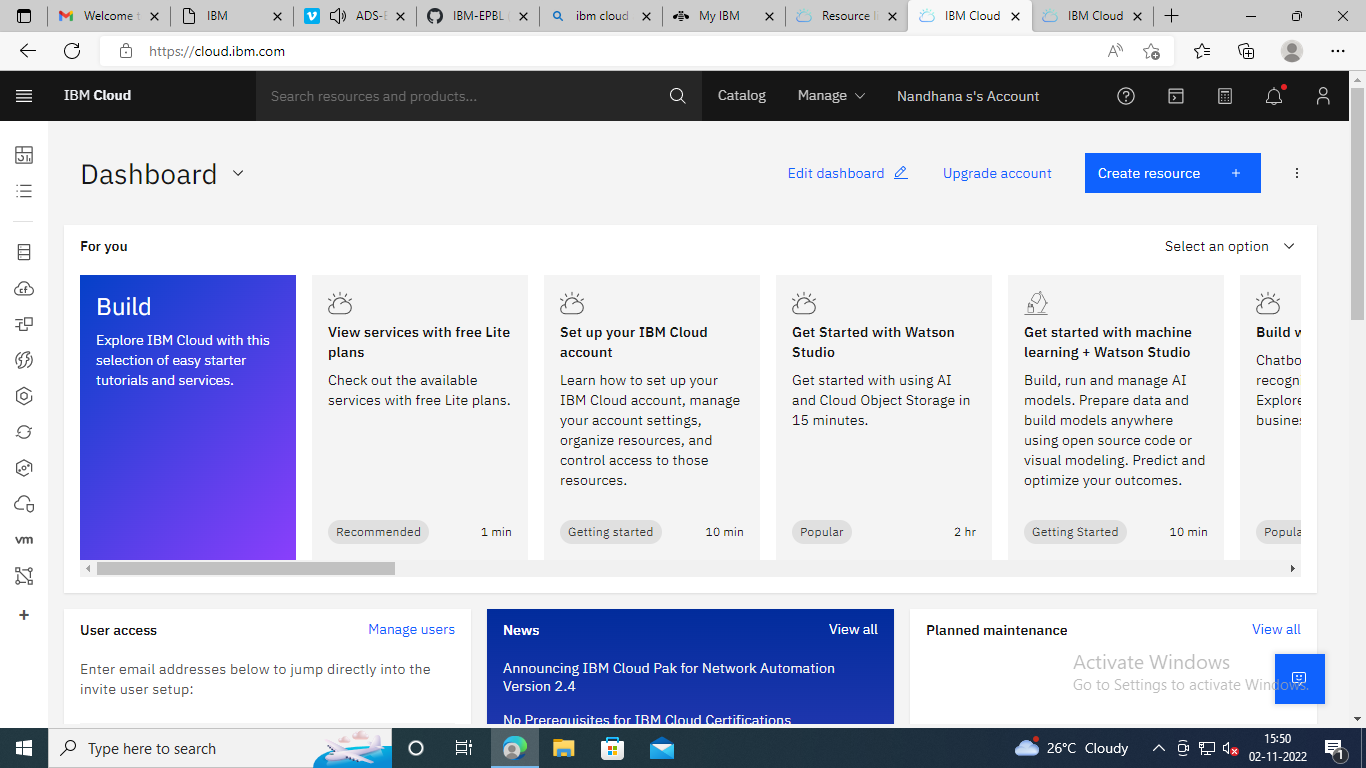 Welcome t
IBM
ADS-E
IBM-EPBL
ibm cloud
My IBM
Resource li
IBM Cloud
IBM Cloud
https://cloud.ibm.com
IBM Cloud
Search resources and products...
Catalog
Manage
Nandhana s's Account
Dashboard
Edit dashboard
Upgrade account
Create resource +
For you
Select an option
Build
Explore IBM Cloud with this
selection of easy starter
tutorials and services.
View services with free Lite
plans
Check out the available
services with free Lite plans.
Recommended
1 min
Set up your IBM Cloud
account
Learn how to set up your
IBM Cloud account, manage
your account settings,
organize resources, and
control access to those
resources.
Getting started
10 min
Get Started with Watson
Studio
Get started with using AI
and Cloud Object Storage in
15 minutes.
Popular
2 hr
Get started with machine
learning + Watson Studio
Build, run and manage AI
models. Prepare data and
build models anywhere
using open source code or
visual modeling. Predict and
optimize your outcomes.
Getting Started
10 min
Build w
Chatbo
recogn
Explore
busines
Popula
cf
vm
User access
Manage users
Enter email addresses below to jump directly into the
invite user setup:
News
View all
Announcing IBM Cloud Pak for Network Automation
Version 2.4
No Prerequisites for IBM Cloud Certifications
Planned maintenance
View all
Activate Windows
Go to Settings to activate Windows.
Type here to search
26°C Cloudy
15:50
02-11-2022
1